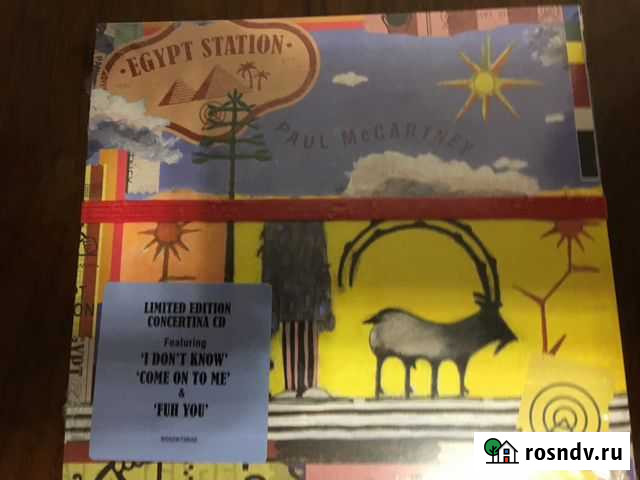 EGYPT STATION
PAUL McCARTNEY
LIMITED EDITION
CONCERTINA CD
Featuring
'I DON'T KNOW'
'COME ON TO ME'
&
'FUH YOU'
rosndv.ru